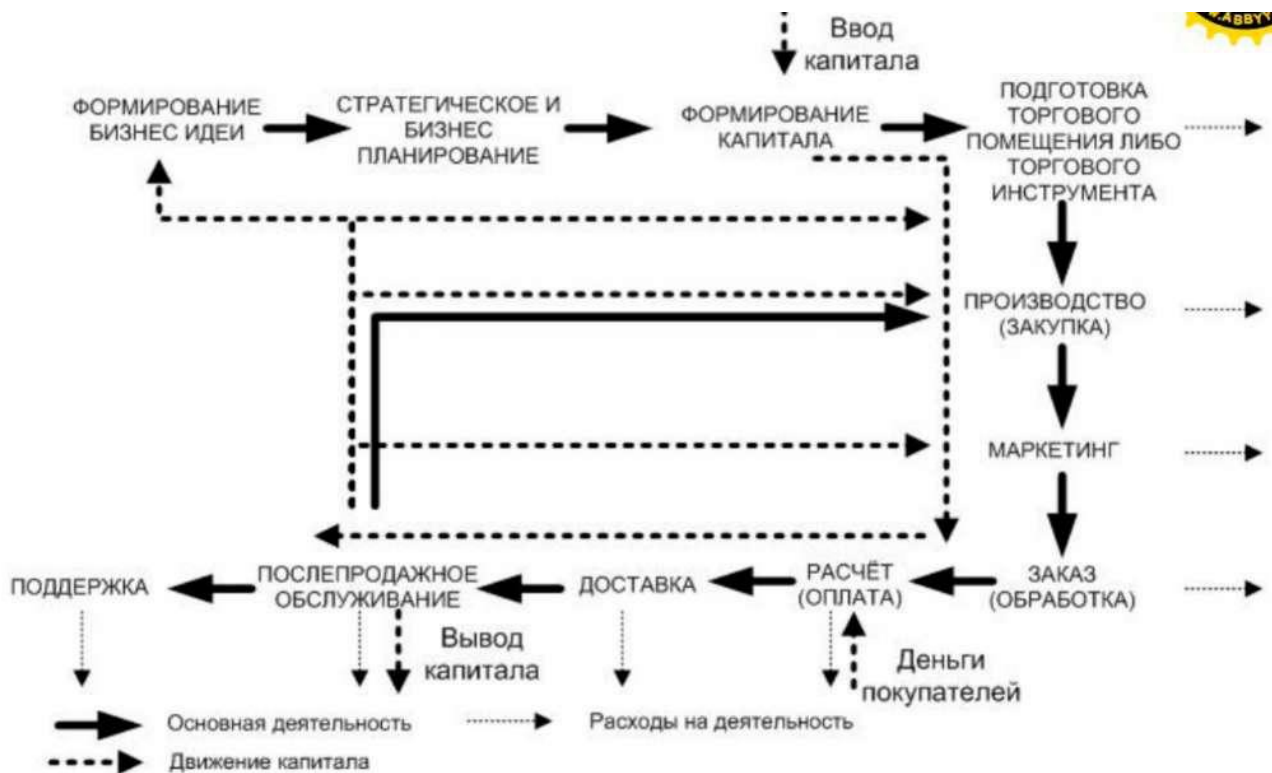 Ввод
капитала
ФОРМИРОВАНИЕ
БИЗНЕС ИДЕИ
СТРАТЕГИЧЕСКОЕ И
БИЗНЕС
ПЛАНИРОВАНИЕ
ФОРМИРОВАНИЕ
КАПИТАЛА
ПОДГОТОВКА
ТОРГОВОГО
ПОМЕЩЕНИЯ ЛИБО
ТОРГОВОГО
ИНСТРУМЕНТА
ПРОИЗВОДСТВО
(ЗАКУПКА)
МАРКЕТИНГ
ПОДДЕРЖКА
ПОСЛЕПРОДАЖНОЕ
ОБСЛУЖИВАНИЕ
ДОСТАВКА
РАСЧЁТ
(ОПЛАТА)
ЗАКАЗ
(ОБРАБОТКА)
Вывод
капитала
Деньги
покупателей
Основная деятельность
Расходы на деятельность
Движение капитала